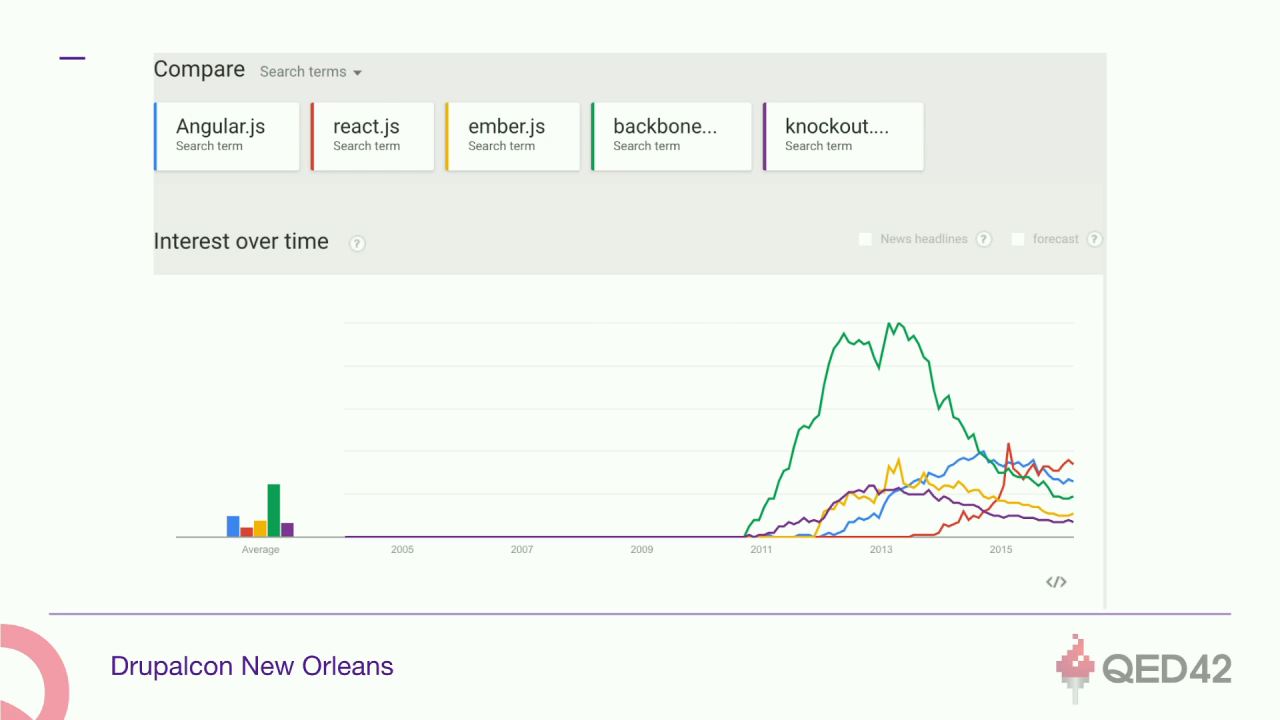 Compare Search terms
Angular.js react.js ember.js backbone... knockout....
Search term Search term Search term Search term Search term
Interest over time ? News headlines ? forecast ?
Average 2005 2007 2009 2011 2013 2015
</>
Drupalcon New Orleans
QED42